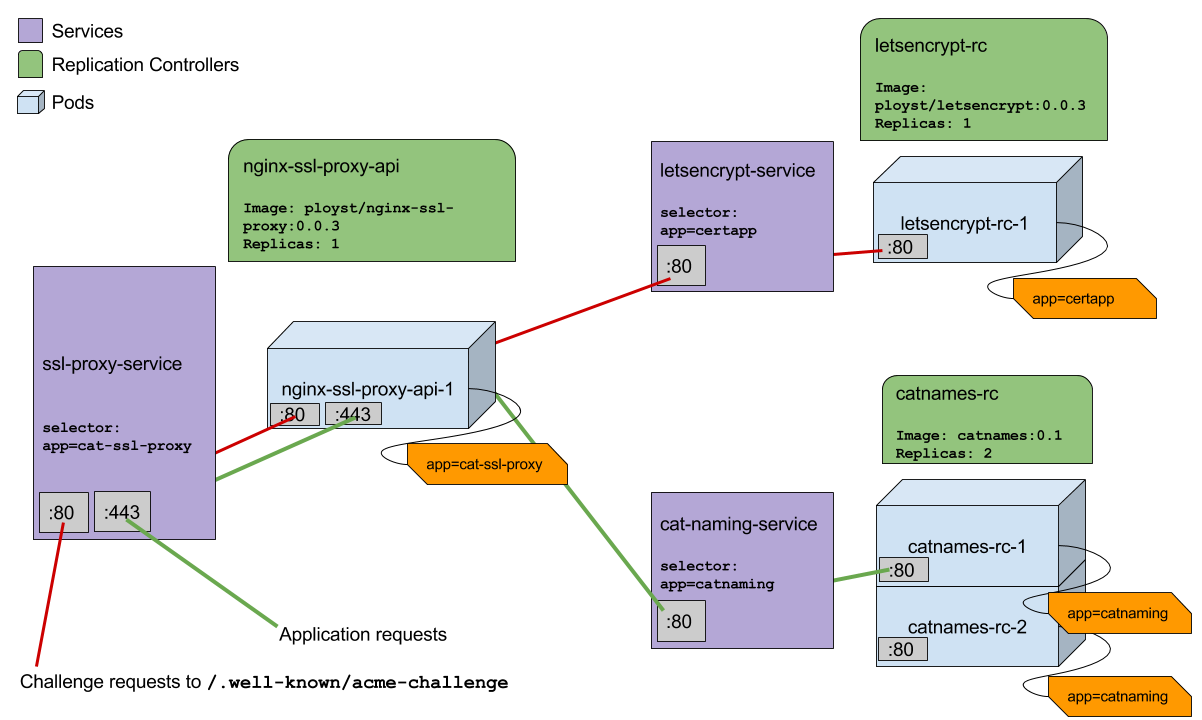 Services
Replication Controllers
Pods
nginx-ssl-proxy-api
Image: ployst/nginx-ssl-
proxy:0.0.3
Replicas: 1
ssl-proxy-service
selector:
app=cat-ssl-proxy
:80
:443
nginx-ssl-proxy-api-1
:80
:443
app=cat-ssl-proxy
letsencrypt-service
selector:
app=certapp
:80
letsencrypt-rc
Image:
ployst/letsencrypt:0.0.3
Replicas: 1
letsencrypt-rc-1
:80
app=certapp
cat-naming-service
selector:
app=catnaming
:80
catnames-rc
Image: catnames:0.1
Replicas: 2
catnames-rc-1
:80
app=catnaming
catnames-rc-2
:80
app=catnaming
Application requests
Challenge requests to /.well-known/acme-challenge